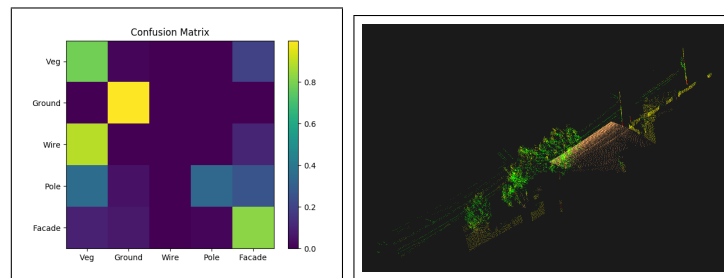 Confusion Matrix
Veg
Ground
Wire
Pole
Facade
Veg Ground Wire Pole Facade
0.8
0.6
0.4
0.2
0.0